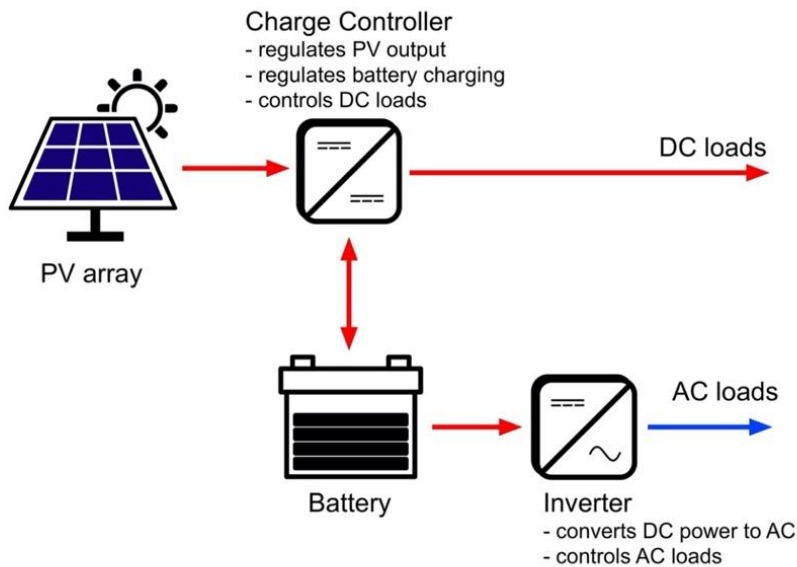 Charge Controller
- regulates PV output
- regulates battery charging
- controls DC loads
DC loads
PV array
AC loads
Battery
Inverter
- converts DC power to AC
- controls AC loads